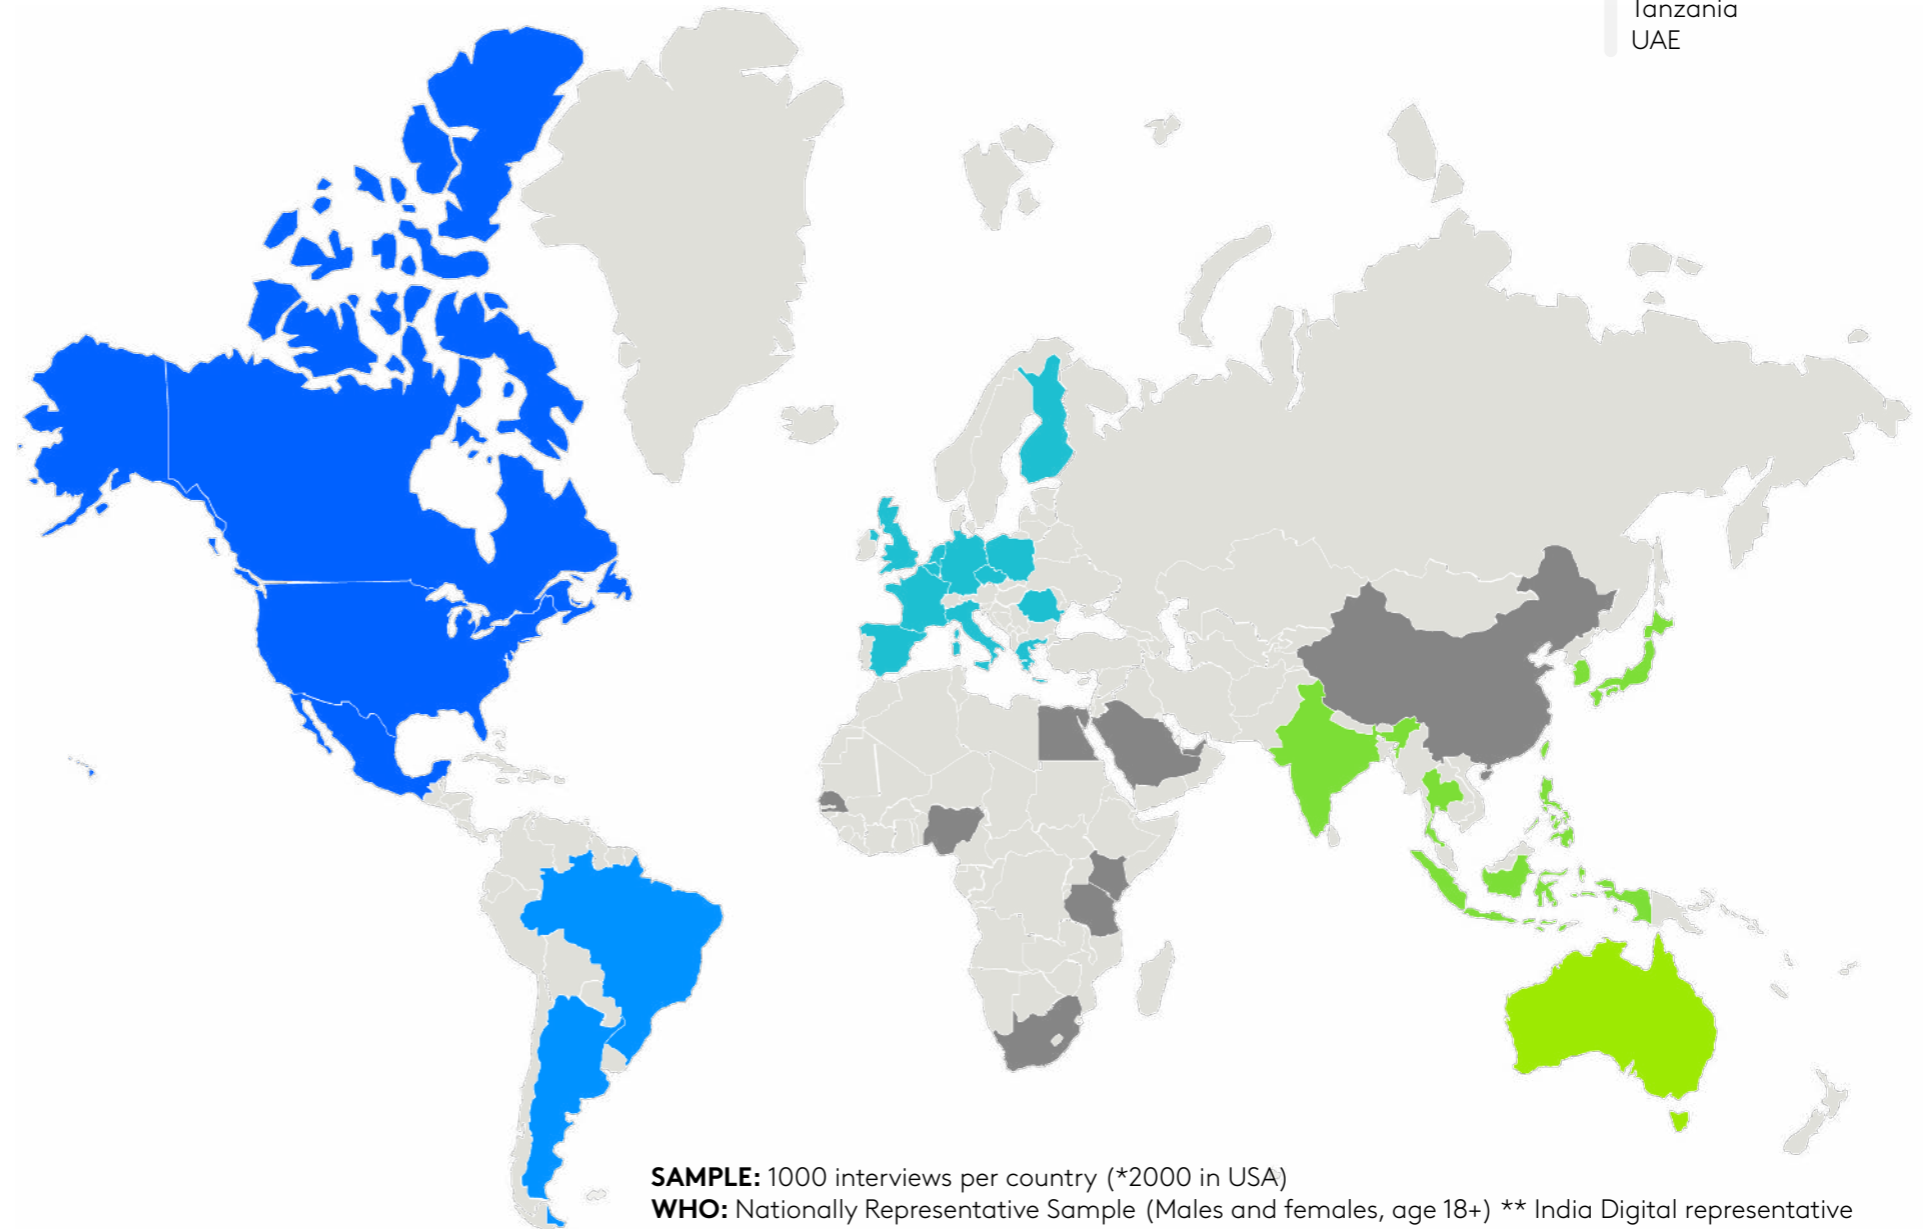 Tanzania
UAE
SAMPLE: 1000 interviews per country (*2000 in USA)
WHO: Nationally Representative Sample (Males and females, age 18+) ** India Digital representative